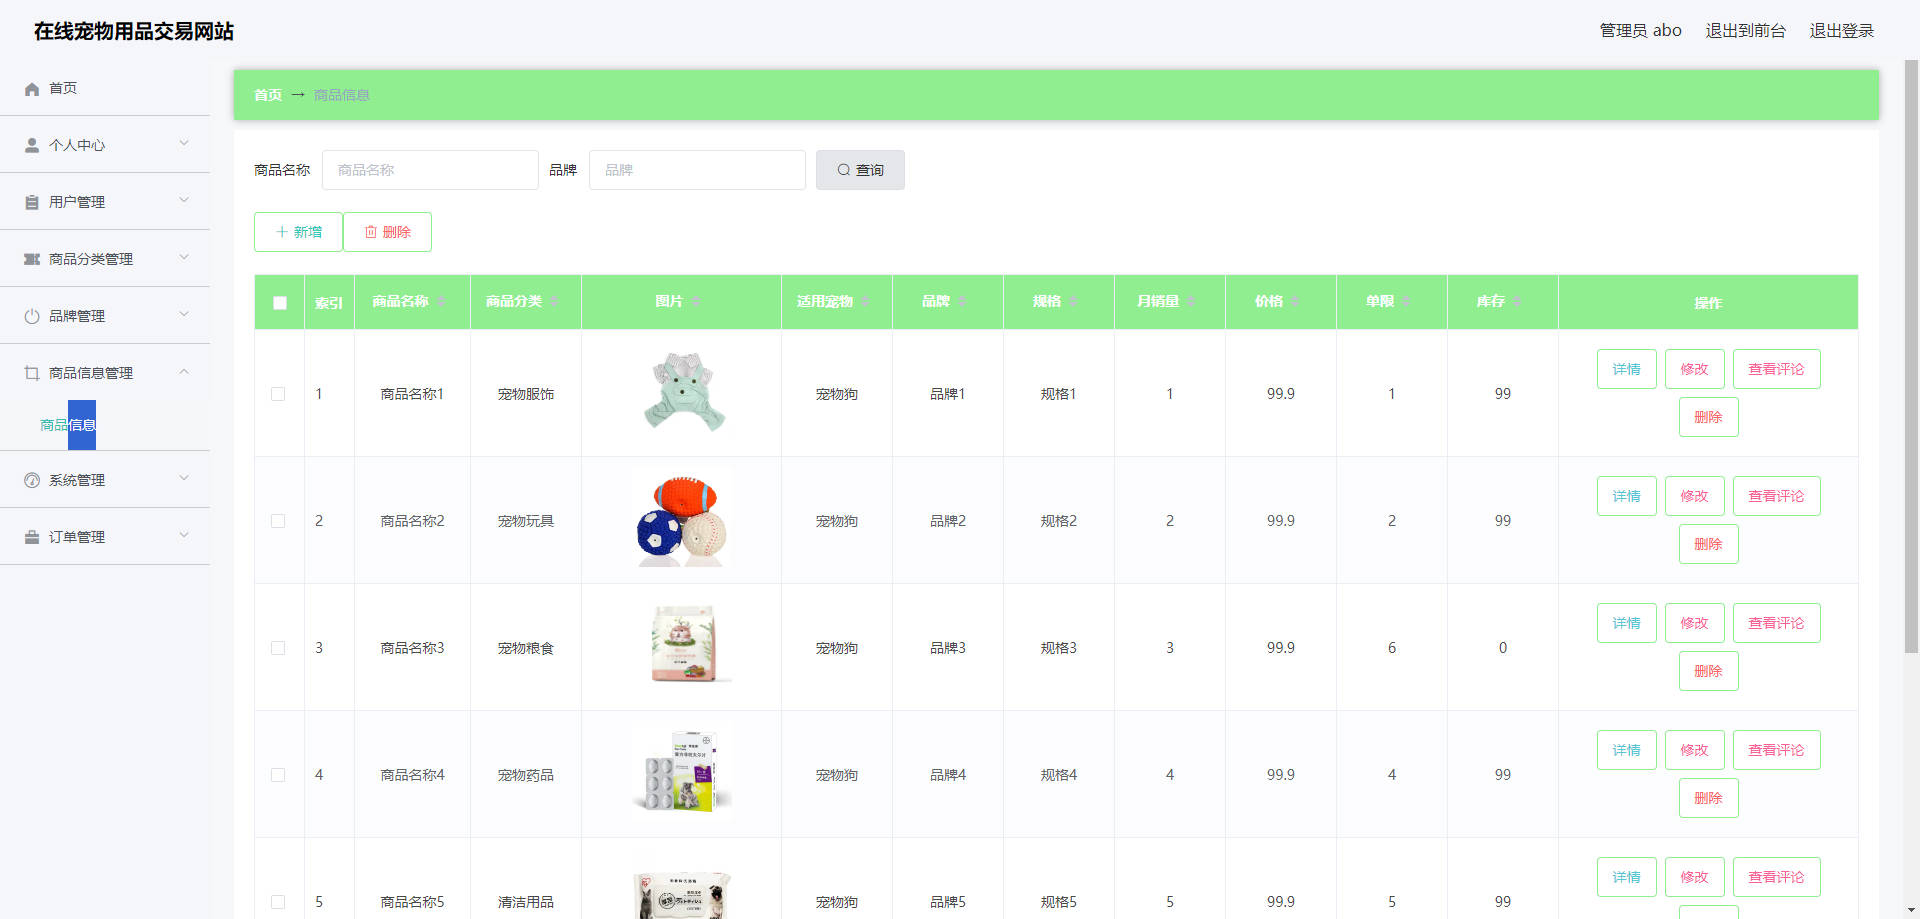 在线宠物用品交易网站
管理员 abo 退出到前台 退出登录
首页
个人中心
用户管理
商品分类管理
品牌管理
商品信息管理
商品信息
系统管理
订单管理
首页 → 商品信息
商品名称 商品名称 品牌 品牌 查询
新增 删除
索引 商品名称 商品分类 图片 适用宠物 品牌 规格 月销量 价格 单限 库存 操作
1 商品名称1 宠物服饰 宠物狗 品牌1 规格1 1 99.9 1 99 详情 修改 查看评论
删除
2 商品名称2 宠物玩具 宠物狗 品牌2 规格2 2 99.9 2 99 详情 修改 查看评论
删除
3 商品名称3 宠物粮食 宠物狗 品牌3 规格3 3 99.9 6 0 详情 修改 查看评论
删除
4 商品名称4 宠物药品 宠物狗 品牌4 规格4 4 99.9 4 99 详情 修改 查看评论
删除
5 商品名称5 清洁用品 宠物狗 品牌5 规格5 5 99.9 5 99 详情 修改 查看评论